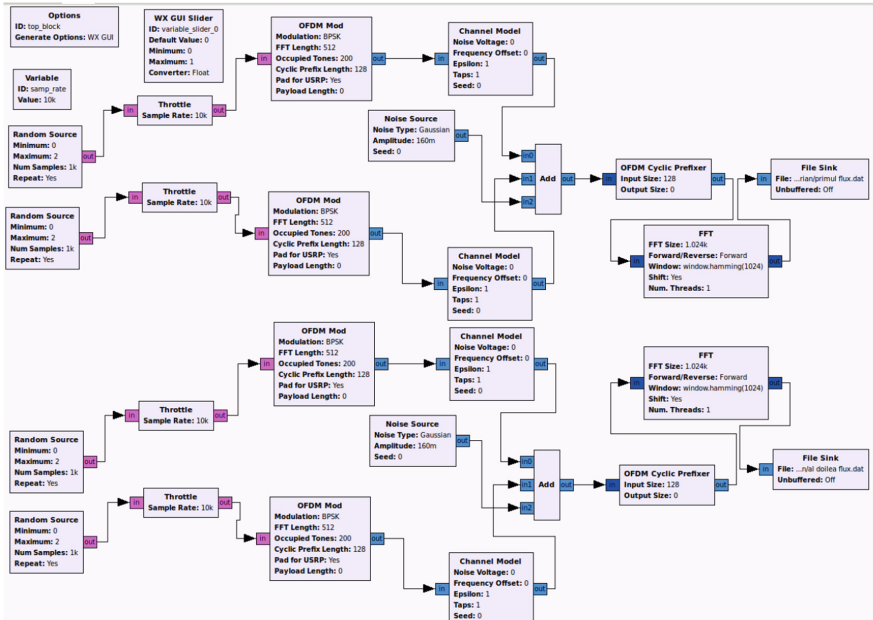 Options
ID: top_block
Generate Options: WX GUI
WX GUI Slider
ID: variable_slider_0
Default Value: 0
Minimum: 0
Maximum: 1
Converter: Float
Variable
ID: samp_rate
Value: 10k
Random Source
Minimum: 0
Maximum: 2
Num Samples: 1k
Repeat: Yes
out
in
Throttle
Sample Rate: 10k
out
in
OFDM Mod
Modulation: BPSK
FFT Length: 512
Occupied Tones: 200
Cyclic Prefix Length: 128
Pad for USRP: Yes
Payload Length: 0
out
in
Channel Model
Noise Voltage: 0
Frequency Offset: 0
Epsilon: 1
Taps: 1
Seed: 0
out
Noise Source
Noise Type: Gaussian
Amplitude: 160m
Seed: 0
out
Random Source
Minimum: 0
Maximum: 2
Num Samples: 1k
Repeat: Yes
out
in
Throttle
Sample Rate: 10k
out
in
OFDM Mod
Modulation: BPSK
FFT Length: 512
Occupied Tones: 200
Cyclic Prefix Length: 128
Pad for USRP: Yes
Payload Length: 0
out
in
Channel Model
Noise Voltage: 0
Frequency Offset: 0
Epsilon: 1
Taps: 1
Seed: 0
out
in0
in1
in2
Add
out
in
OFDM Cyclic Prefixer
Input Size: 128
Output Size: 0
out
in
FFT
FFT Size: 1.024k
Forward/Reverse: Forward
Window: window.hamming(1024)
Shift: Yes
Num. Threads: 1
out
in
File Sink
File: ...rian/primul flux.dat
Unbuffered: Off
Random Source
Minimum: 0
Maximum: 2
Num Samples: 1k
Repeat: Yes
out
in
Throttle
Sample Rate: 10k
out
in
OFDM Mod
Modulation: BPSK
FFT Length: 512
Occupied Tones: 200
Cyclic Prefix Length: 128
Pad for USRP: Yes
Payload Length: 0
out
in
Channel Model
Noise Voltage: 0
Frequency Offset: 0
Epsilon: 1
Taps: 1
Seed: 0
out
Noise Source
Noise Type: Gaussian
Amplitude: 160m
Seed: 0
out
Random Source
Minimum: 0
Maximum: 2
Num Samples: 1k
Repeat: Yes
out
in
Throttle
Sample Rate: 10k
out
in
OFDM Mod
Modulation: BPSK
FFT Length: 512
Occupied Tones: 200
Cyclic Prefix Length: 128
Pad for USRP: Yes
Payload Length: 0
out
in
Channel Model
Noise Voltage: 0
Frequency Offset: 0
Epsilon: 1
Taps: 1
Seed: 0
out
in0
in1
in2
Add
out
in
OFDM Cyclic Prefixer
Input Size: 128
Output Size: 0
out
in
FFT
FFT Size: 1.024k
Forward/Reverse: Forward
Window: window.hamming(1024)
Shift: Yes
Num. Threads: 1
out
in
File Sink
File: ...n/al doilea flux.dat
Unbuffered: Off